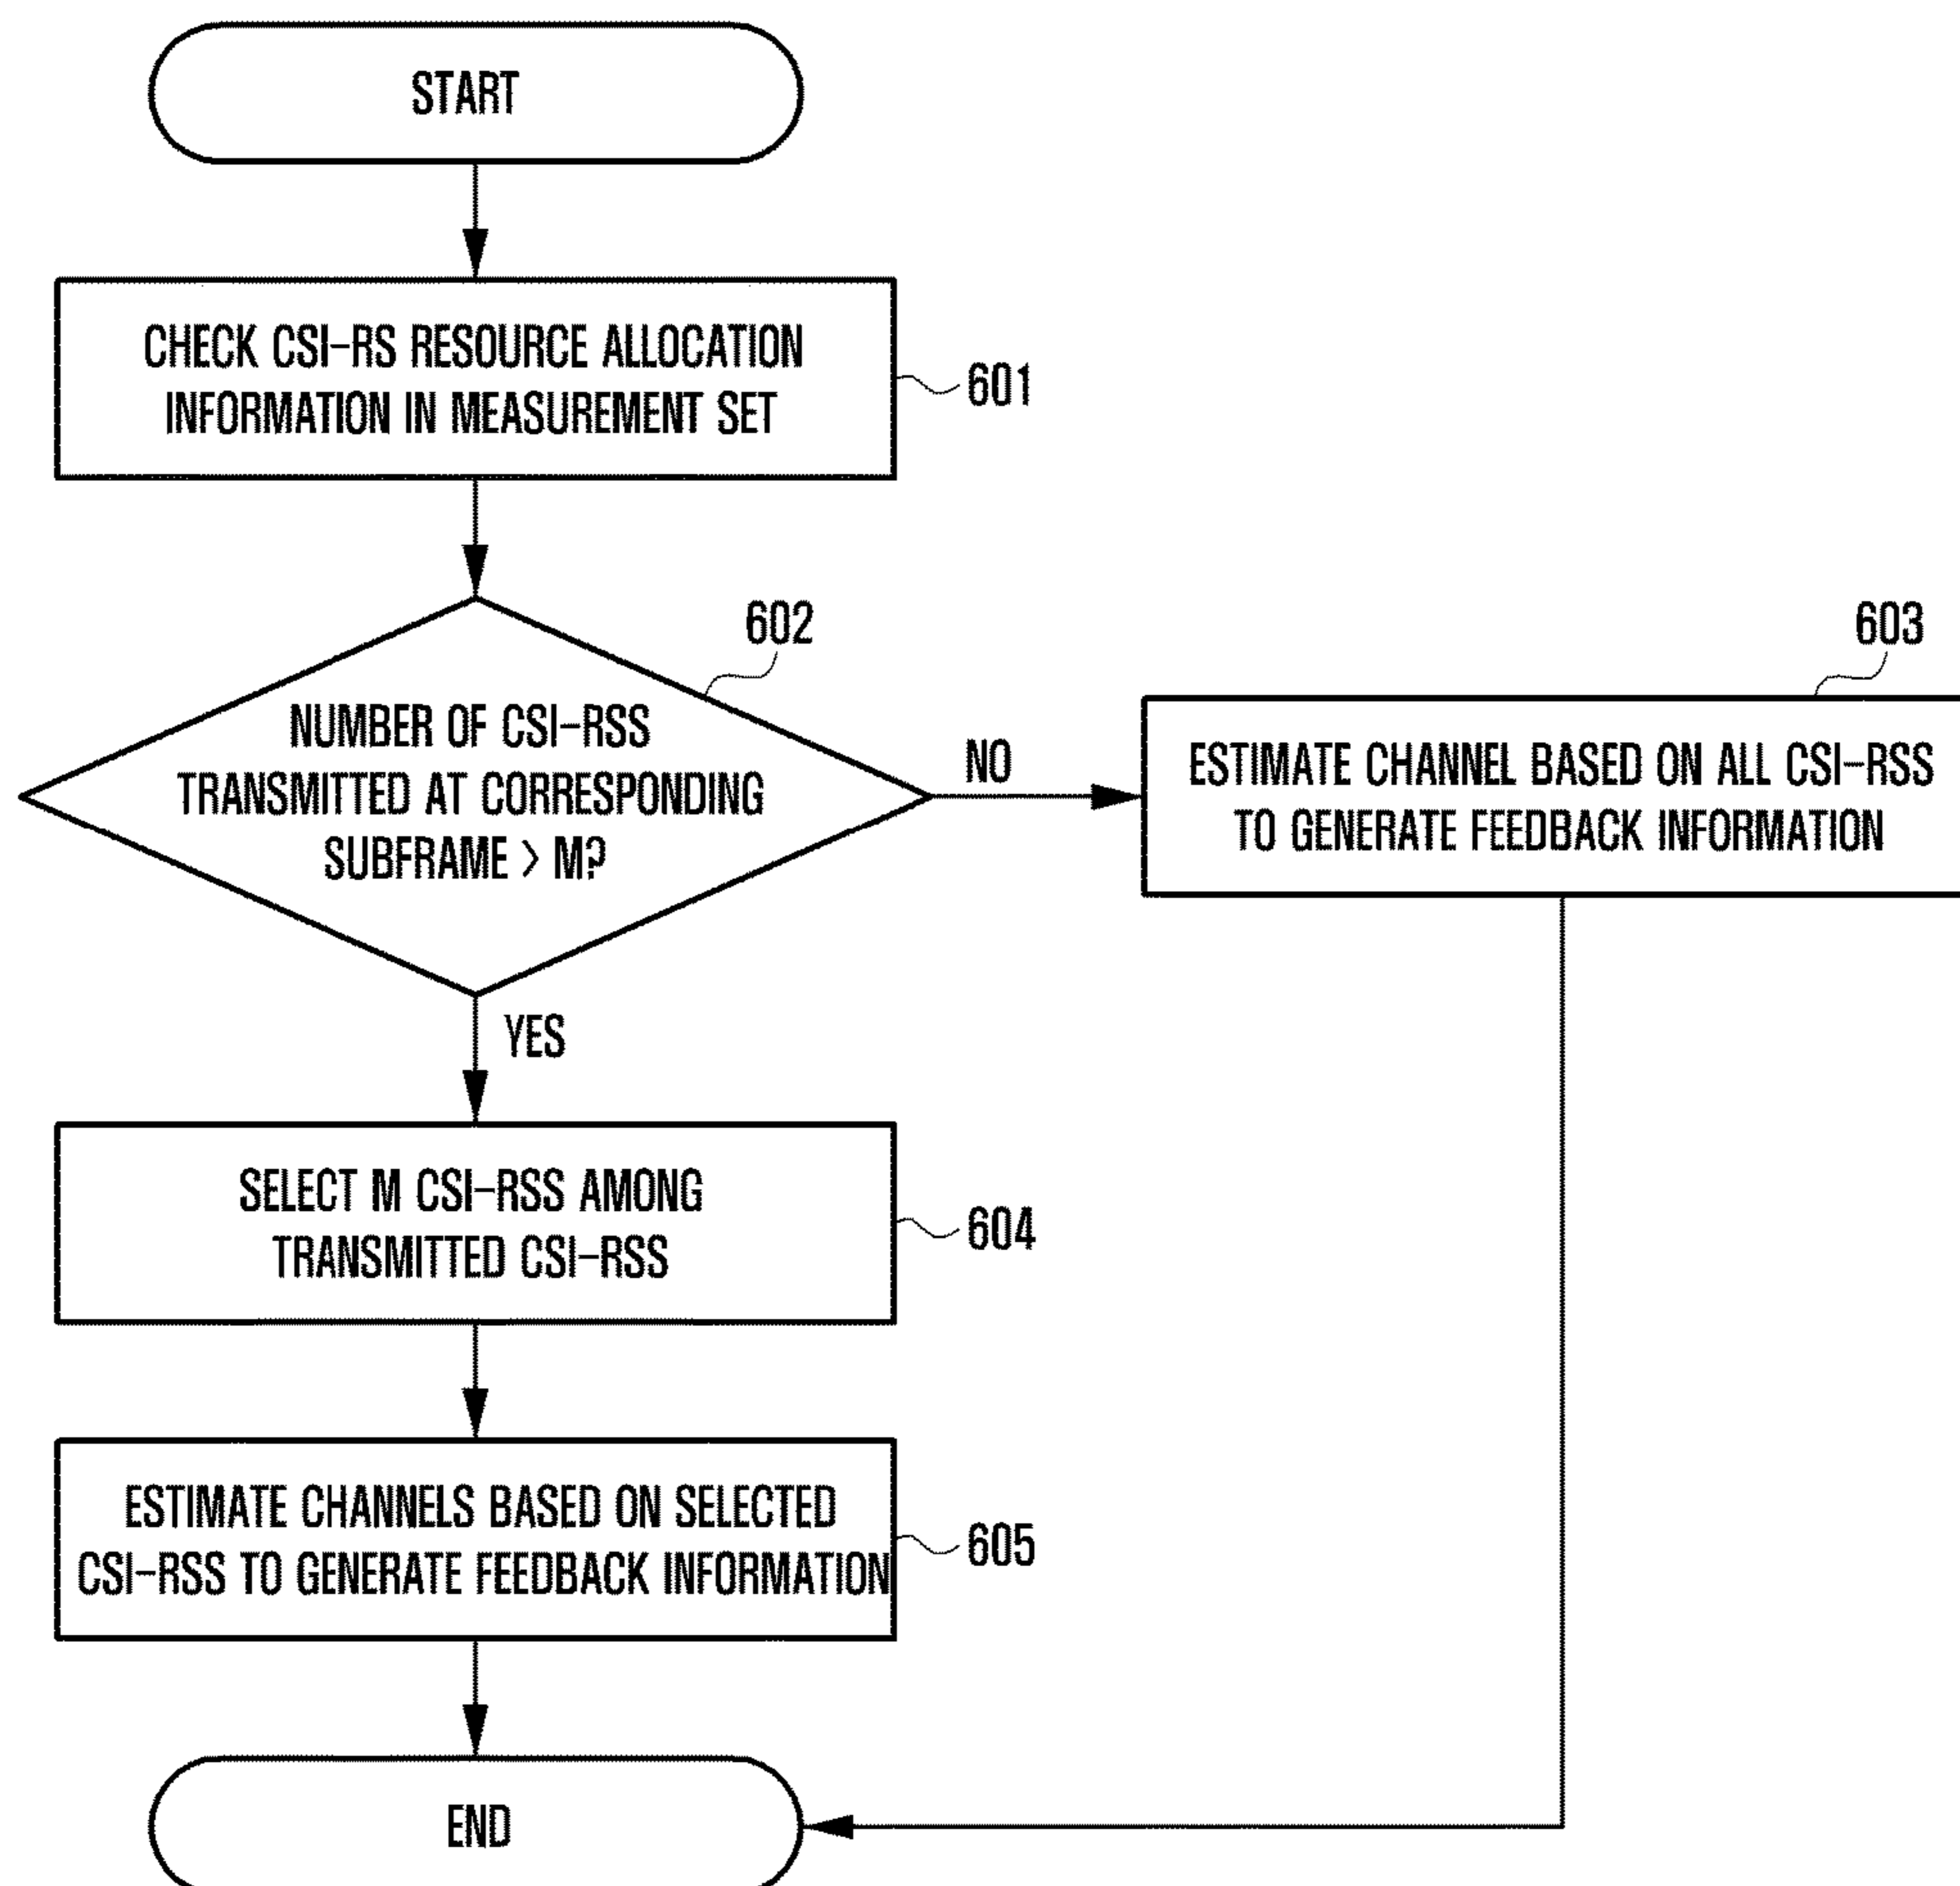 START
CHECK CSI-RS RESOURCE ALLOCATION
INFORMATION IN MEASUREMENT SET
601
602
NUMBER OF CSI-RSS
TRANSMITTED AT CORRESPONDING
SUBFRAME > M?
NO
603
ESTIMATE CHANNEL BASED ON ALL CSI-RSS
TO GENERATE FEEDBACK INFORMATION
YES
SELECT M CSI-RSS AMONG
TRANSMITTED CSI-RSS
604
ESTIMATE CHANNELS BASED ON SELECTED
CSI-RSS TO GENERATE FEEDBACK INFORMATION
605
END